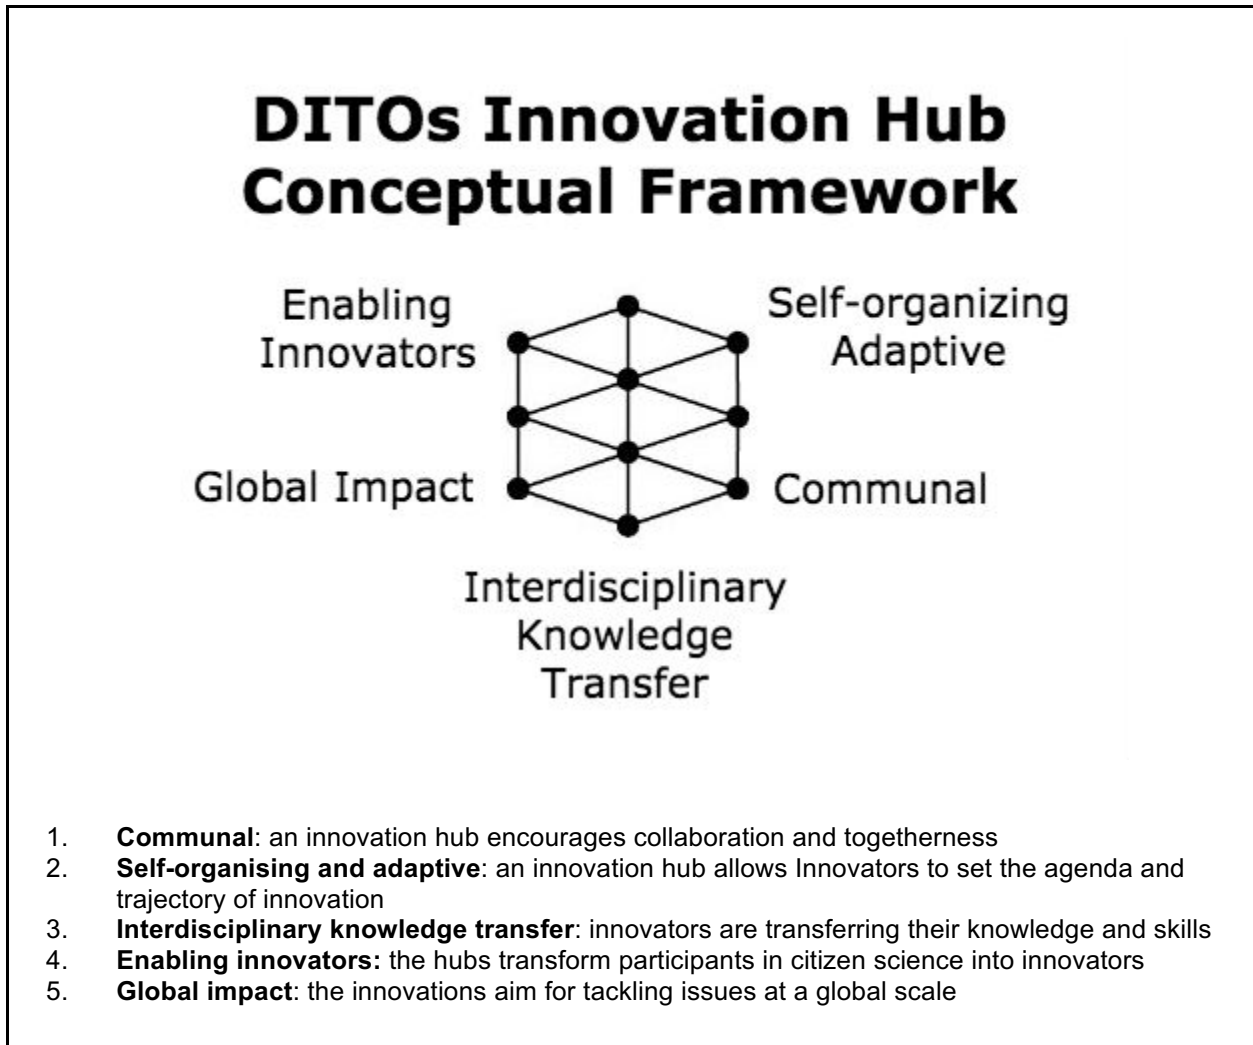 DITOs Innovation Hub
Conceptual Framework
Enabling
Innovators
Self-organizing
Adaptive
Global Impact
Communal
Interdisciplinary
Knowledge
Transfer
1. Communal: an innovation hub encourages collaboration and togetherness
2. Self-organising and adaptive: an innovation hub allows Innovators to set the agenda and
trajectory of innovation
3. Interdisciplinary knowledge transfer: innovators are transferring their knowledge and skills
4. Enabling innovators: the hubs transform participants in citizen science into innovators
5. Global impact: the innovations aim for tackling issues at a global scale